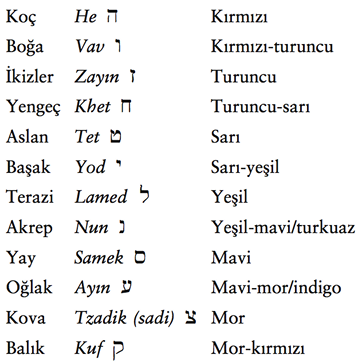 Koç He ה Kırmızı
Boğa Vav ו Kırmızı-turuncu
İkizler Zayın ז Turuncu
Yengeç Khet ח Turuncu-sarı
Aslan Tet ט Sarı
Başak Yod י Sarı-yeşil
Terazi Lamed ל Yeşil
Akrep Nun נ Yeşil-mavi/turkuaz
Yay Samek ס Mavi
Oğlak Ayın ע Mavi-mor/indigo
Kova Tzadik (sadi) צ Mor
Balık Kuf ק Mor-kırmızı